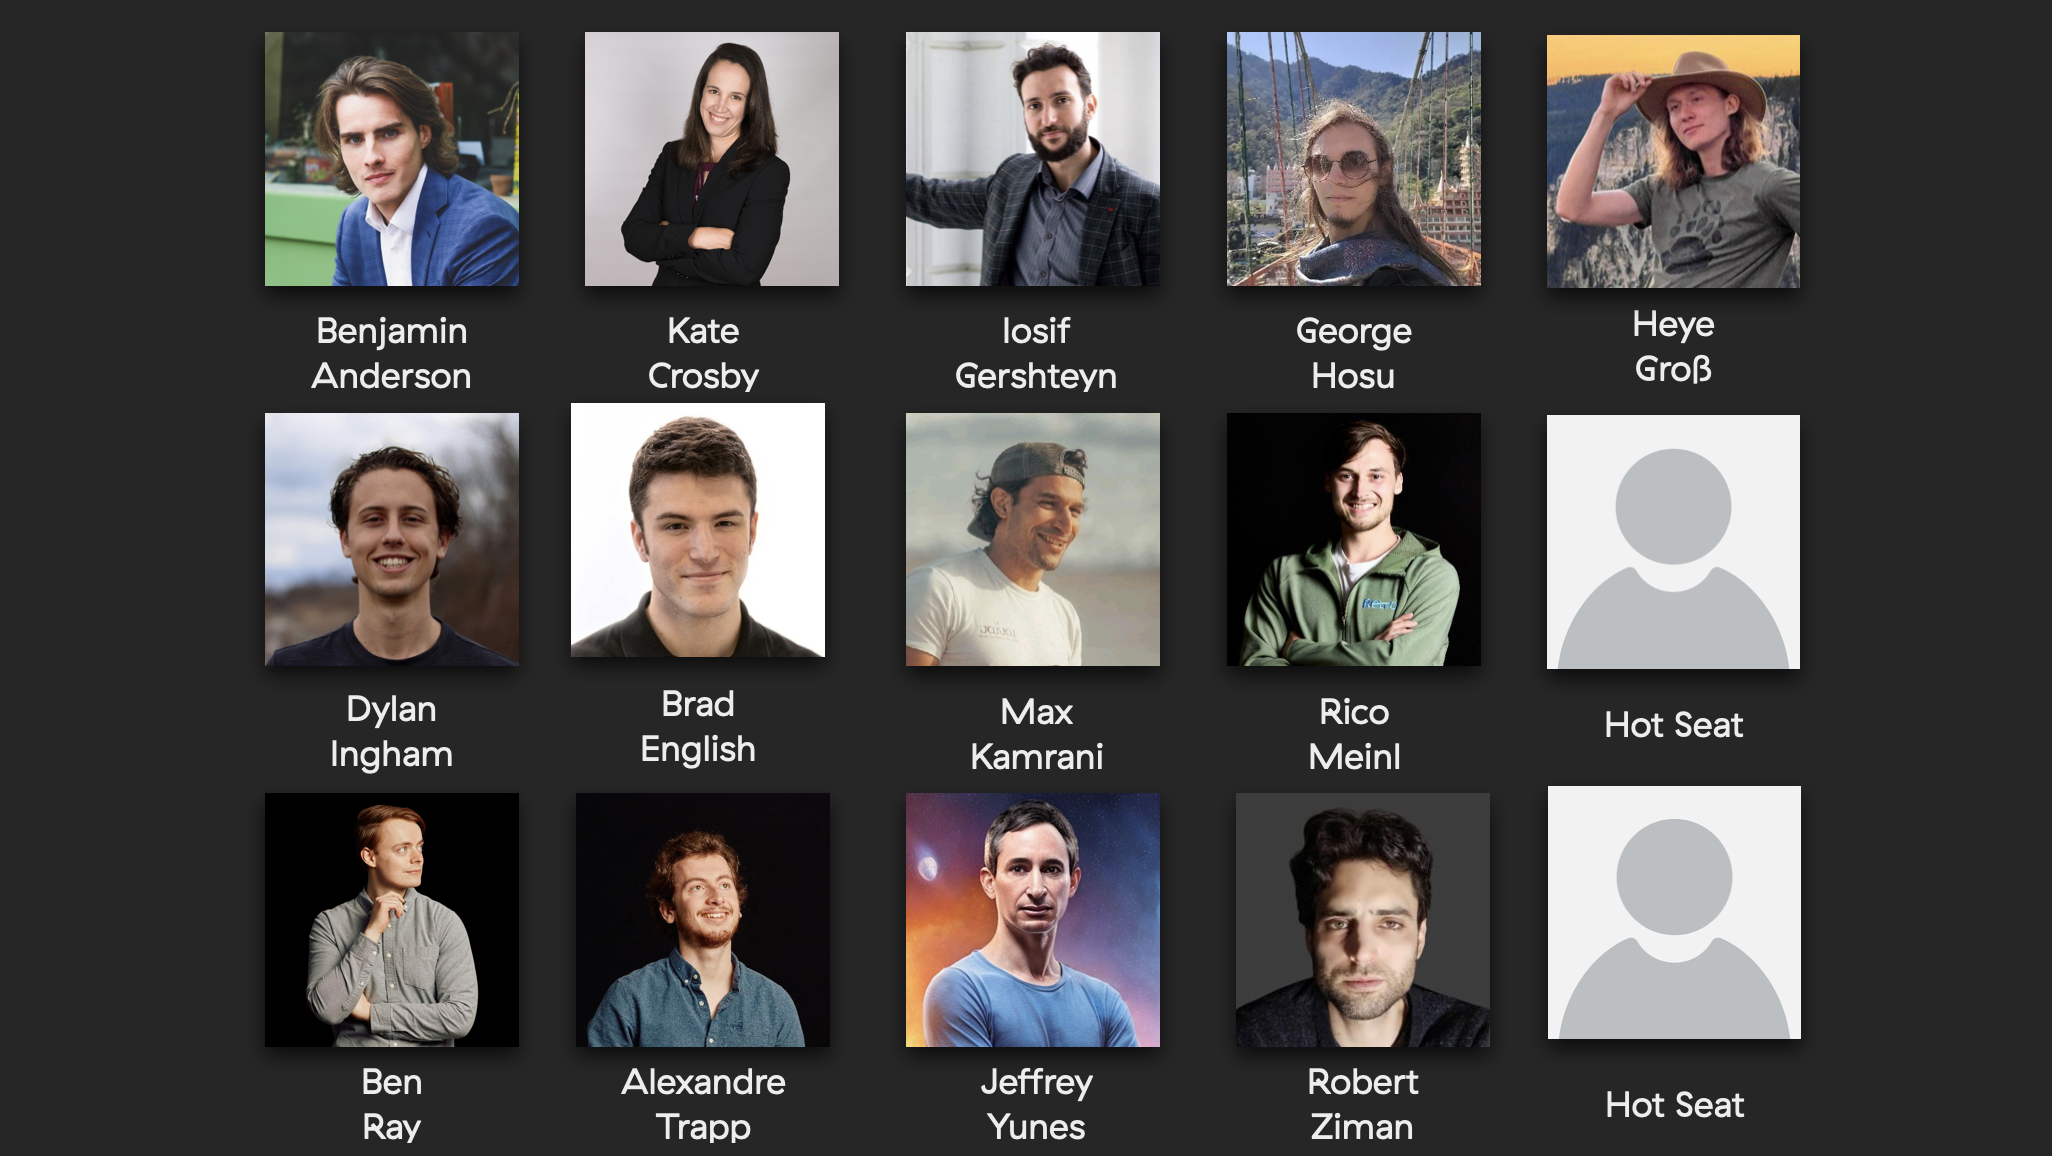 Benjamin
Anderson
Kate
Crosby
Iosif
Gershteyn
George
Hosu
Heye
Groß
Dylan
Ingham
Brad
English
Max
Kamrani
Retro
Rico
Meinl
Hot Seat
Ben
Ray
Alexandre
Trapp
Jeffrey
Yunes
Robert
Ziman
Hot Seat